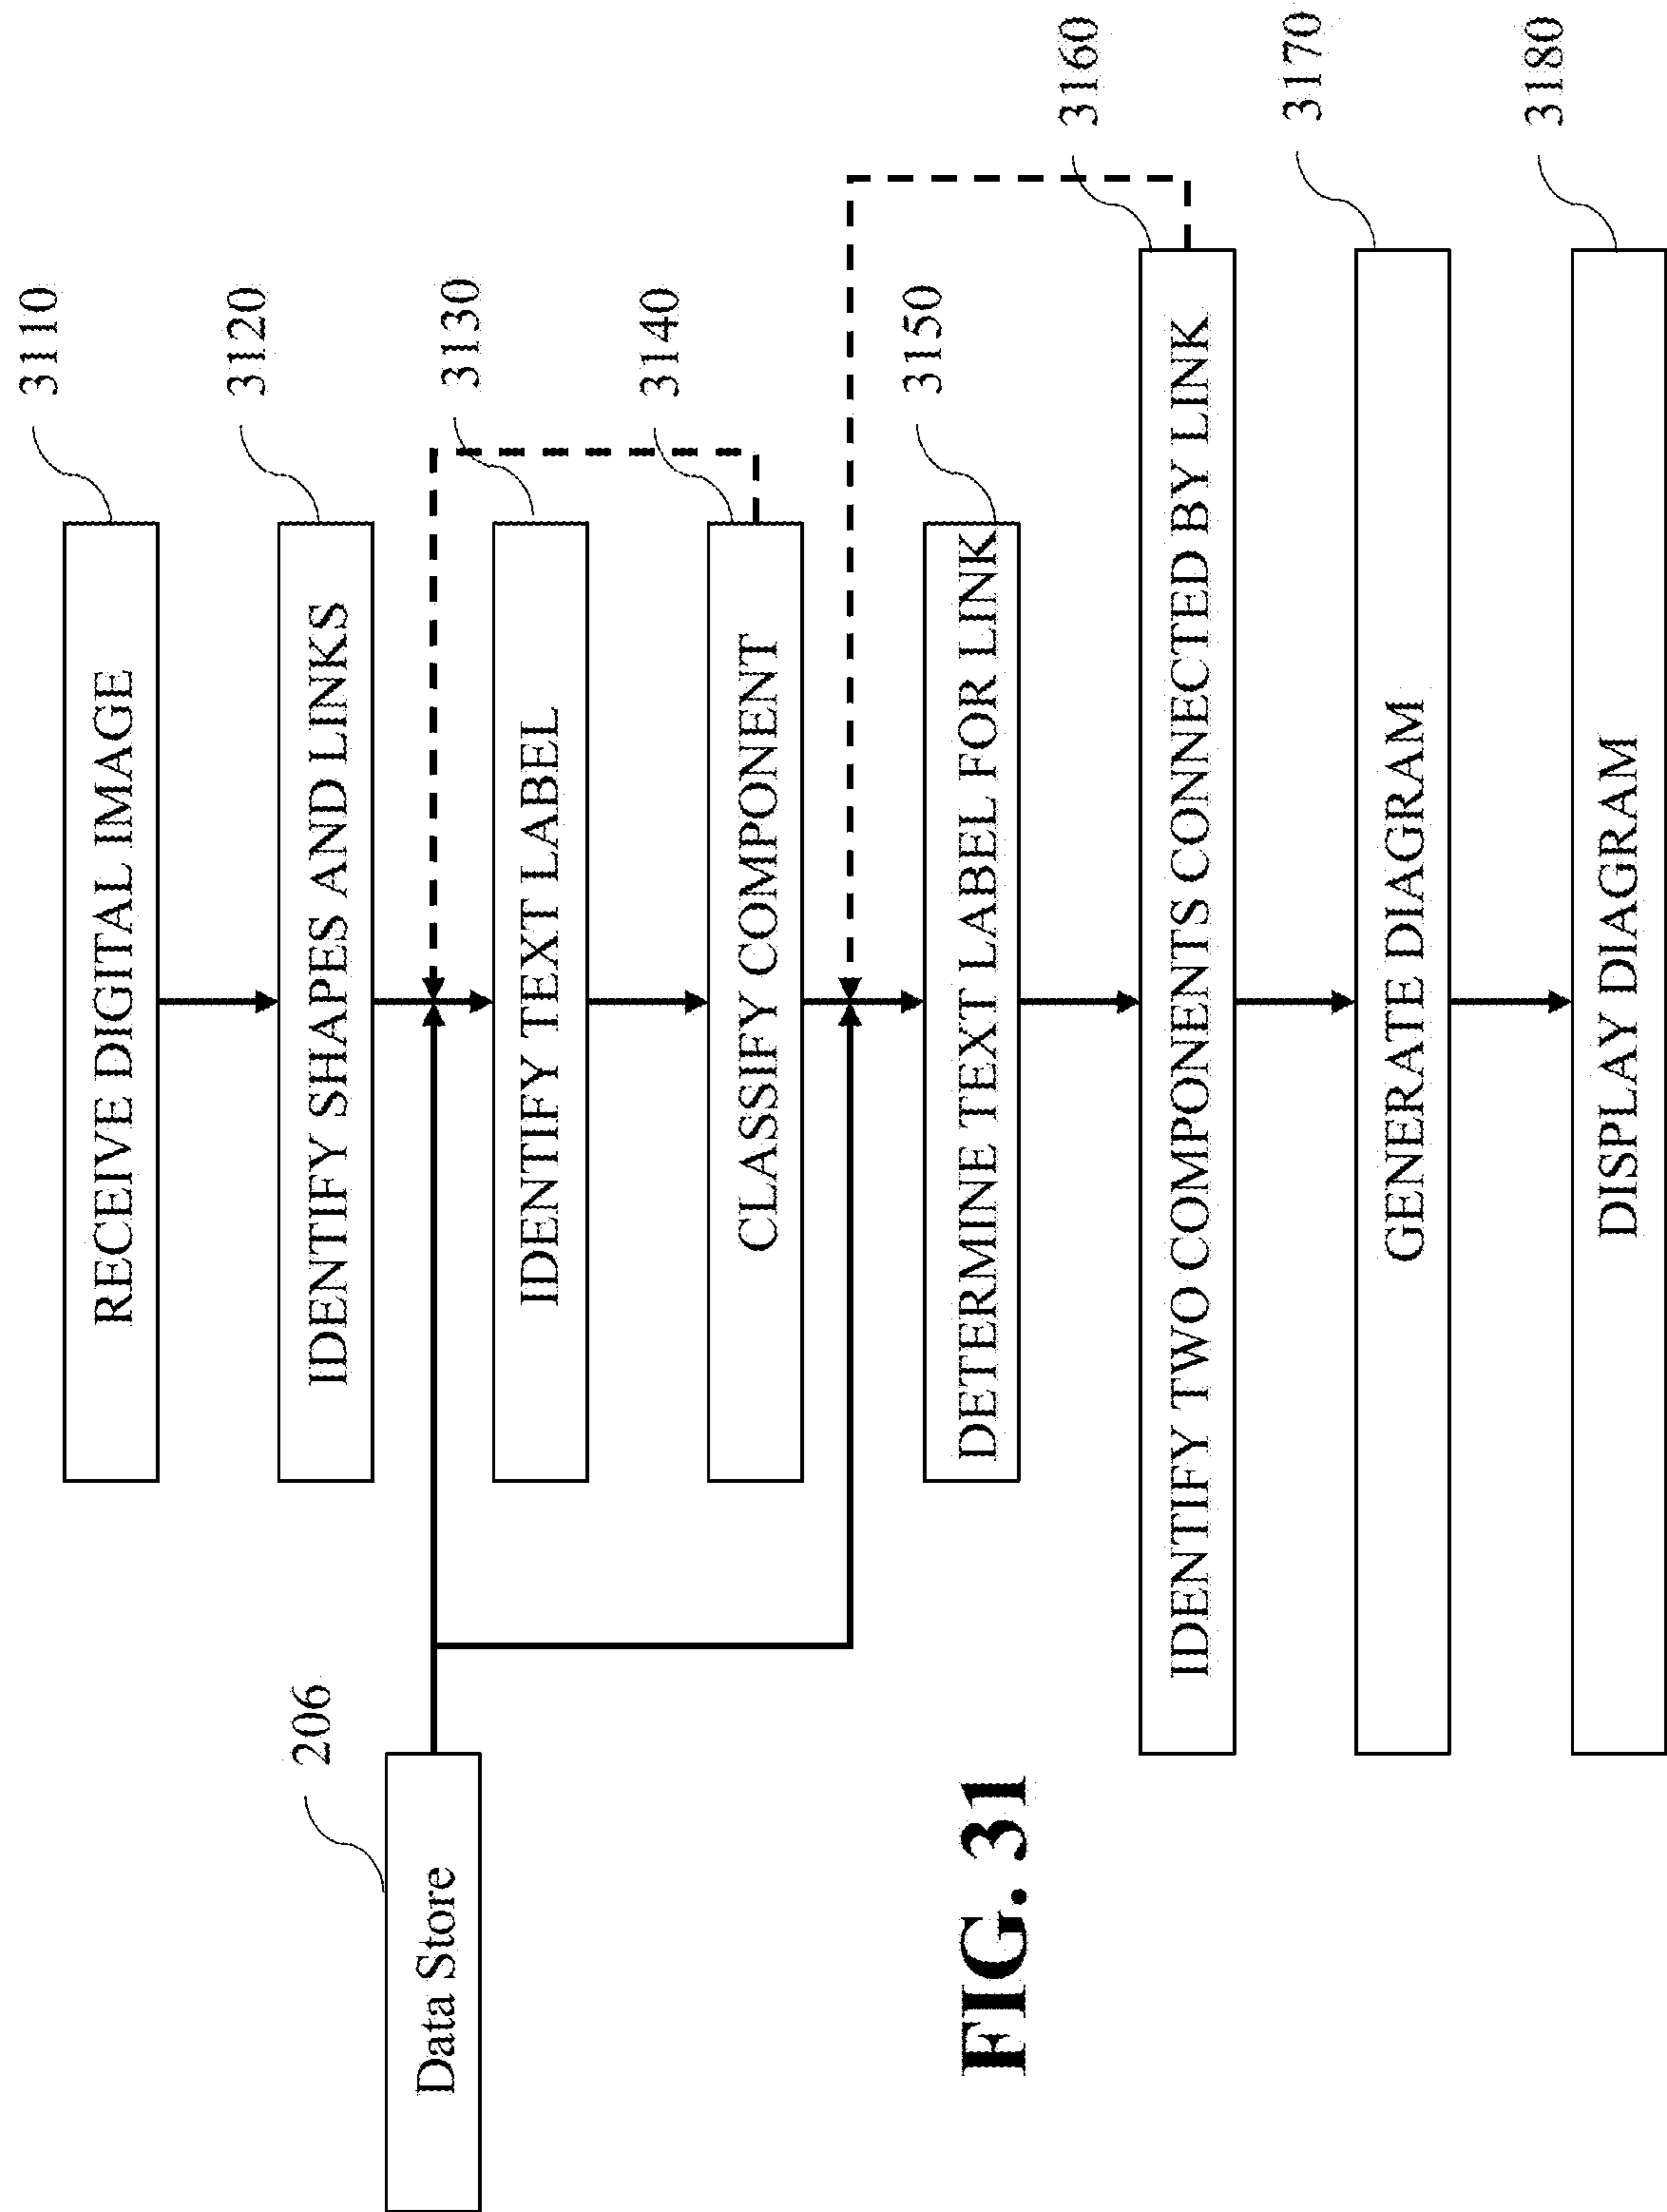 3110
RECEIVE DIGITAL IMAGE
3120
IDENTIFY SHAPES AND LINKS
206
Data Store
3130
IDENTIFY TEXT LABEL
3140
CLASSIFY COMPONENT
3150
DETERMINE TEXT LABEL FOR LINK
3160
IDENTIFY TWO COMPONENTS CONNECTED BY LINK
3170
GENERATE DIAGRAM
3180
DISPLAY DIAGRAM
FIG. 31